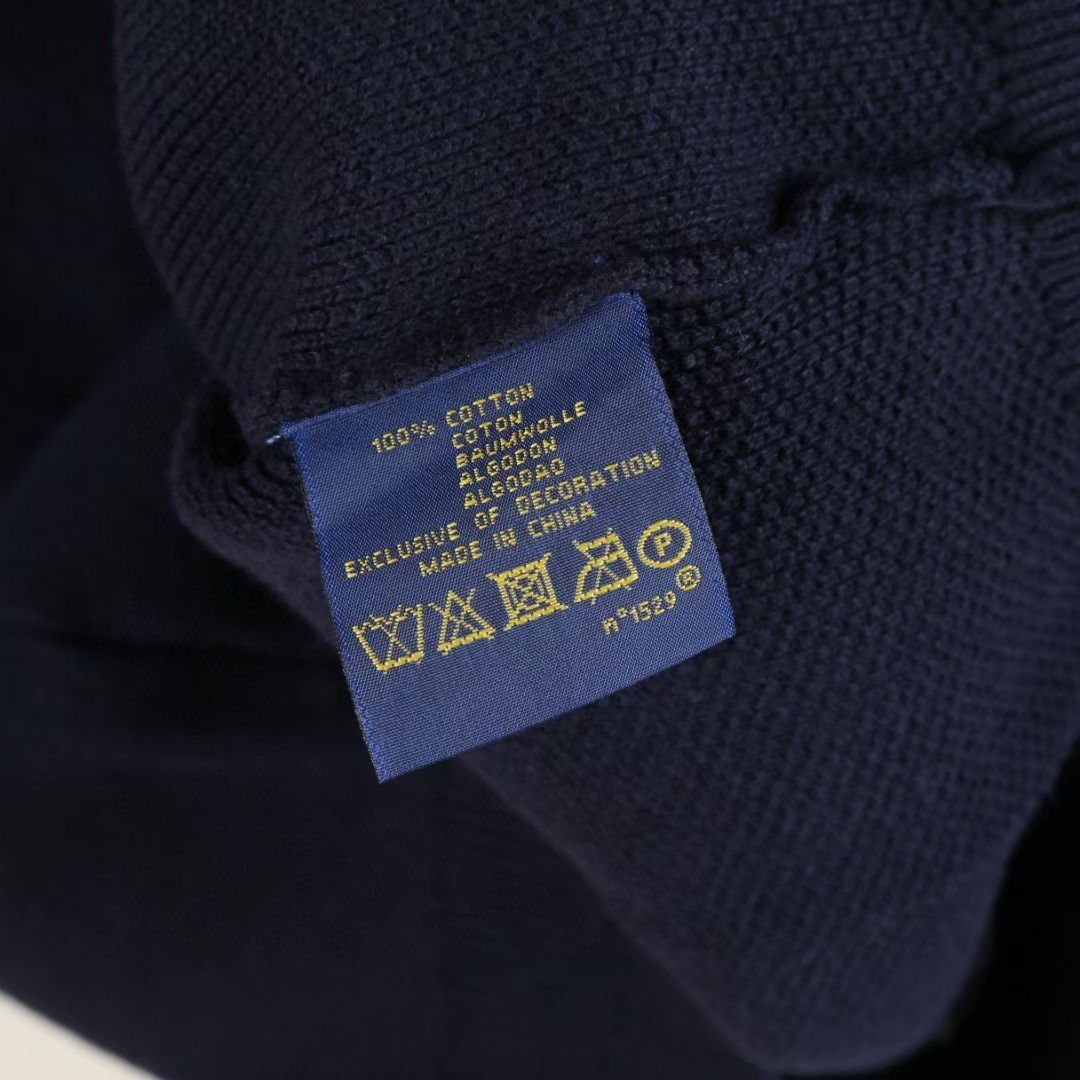 100% COTTON
COTON
BAUMWOLLE
ALGODON
ALGODAO
EXCLUSIVE OF DECORATION
MADE IN CHINA
P
®
n°1529